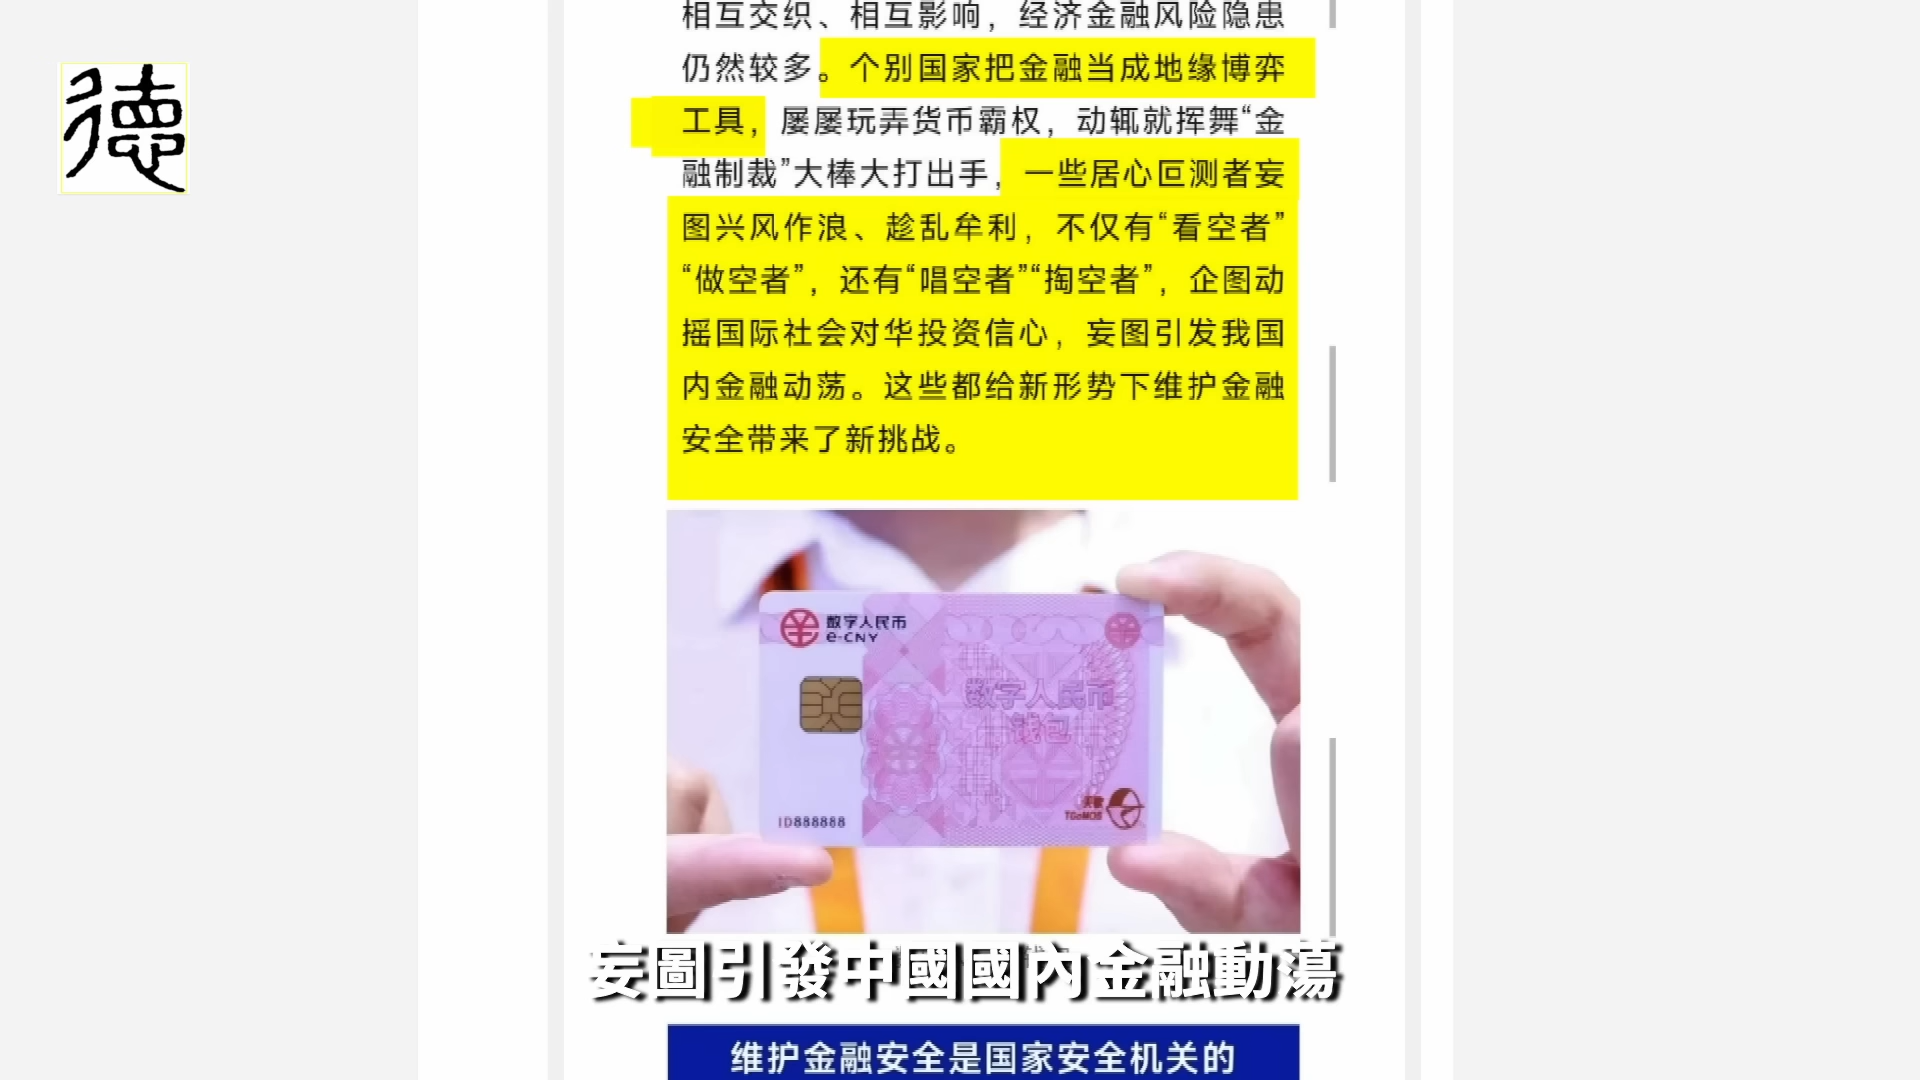 德
相互交织、相互影响，经济金融风险隐患
仍然较多。个别国家把金融当成地缘博弈
工具，屡屡玩弄货币霸权，动辄就挥舞“金
融制裁”大棒大打出手，一些居心叵测者妄
图兴风作浪、趁乱牟利，不仅有“看空者”
“做空者”，还有“唱空者”“掏空者”，企图动
摇国际社会对华投资信心，妄图引发我国
内金融动荡。这些都给新形势下维护金融
安全带来了新挑战。
数字人民币
e-CNY
数字人民币
钱包
ID888888
妄圖引發中國國內金融動蕩
维护金融安全是国家安全机关的